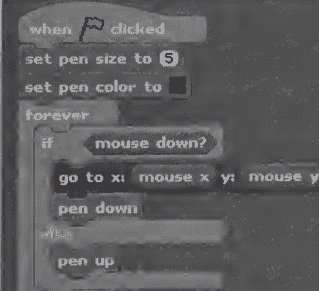 when clicked
set pen size to 5
set pen color to
forever
if mouse down?
go to x: mouse x y: mouse y
pen down
else
pen up